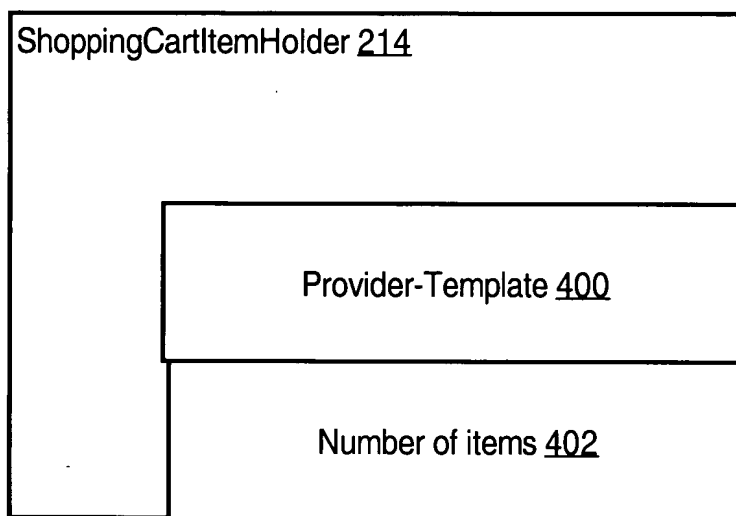 ShoppingCartItemHolder 214
Provider-Template 400
Number of items 402